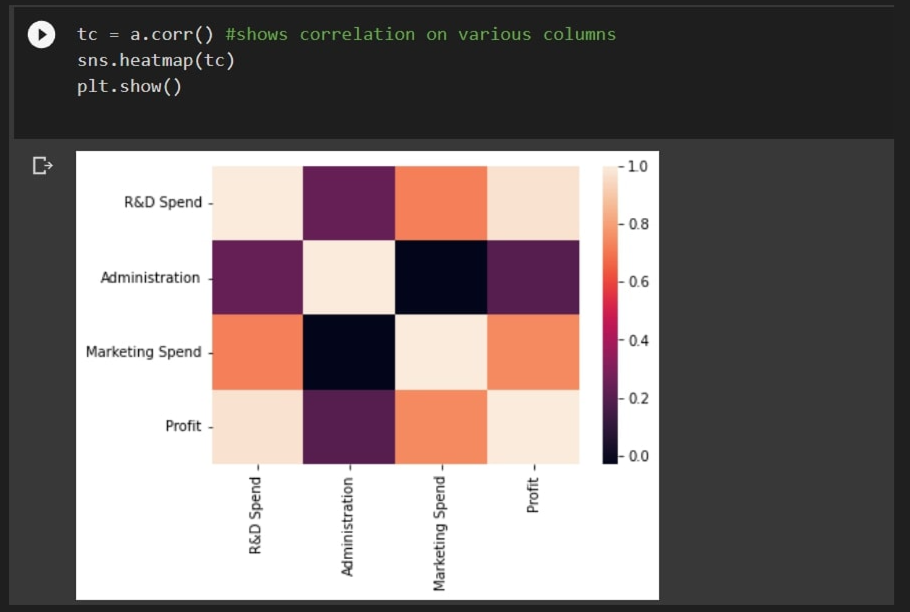 tc = a.corr() #shows correlation on various columns
sns.heatmap(tc)
plt.show()
1.0
R&D Spend
0.8
Administration
0.6
0.4
Marketing Spend
0.2
Profit
0.0
R&D Spend
Administration
Marketing Spend
Profit